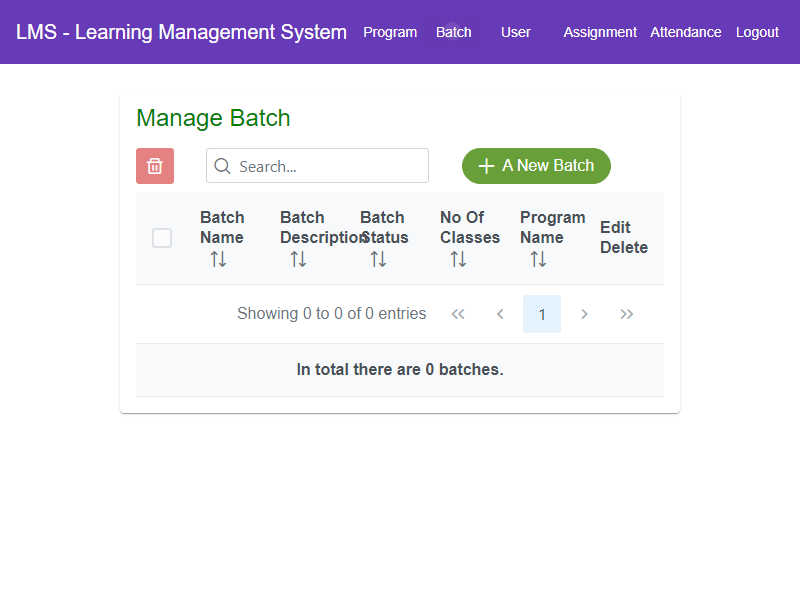 LMS - Learning Management System Program Batch User Assignment Attendance Logout
Manage Batch
Search... A New Batch
Batch Name Batch Description Batch Status No Of Classes Program Name Edit Delete
Showing 0 to 0 of 0 entries 1
In total there are 0 batches.